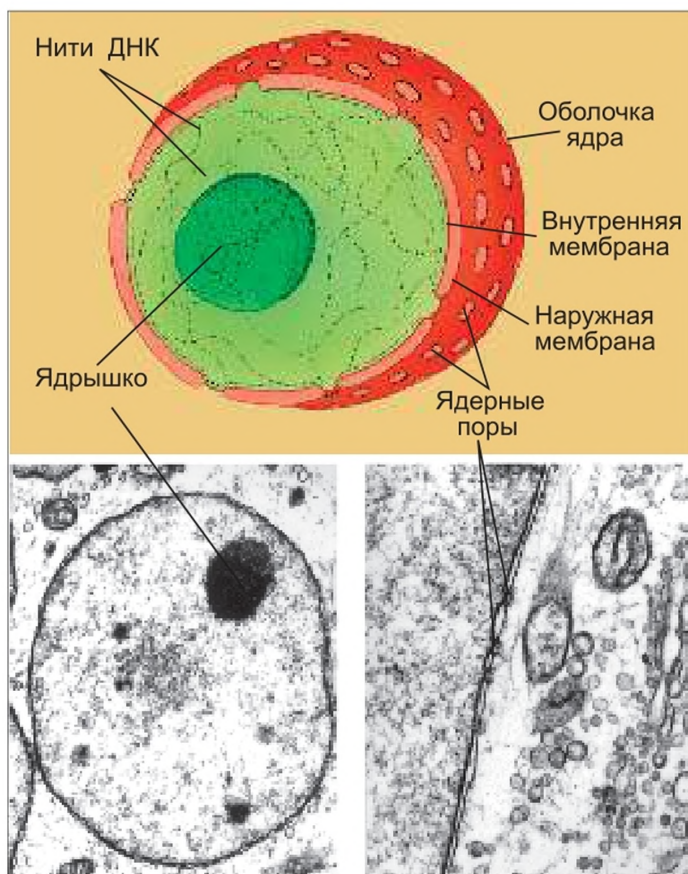 Нити ДНК
Оболочка
ядра
Внутренняя
мембрана
Наружная
мембрана
Ядрышко
Ядерные
поры